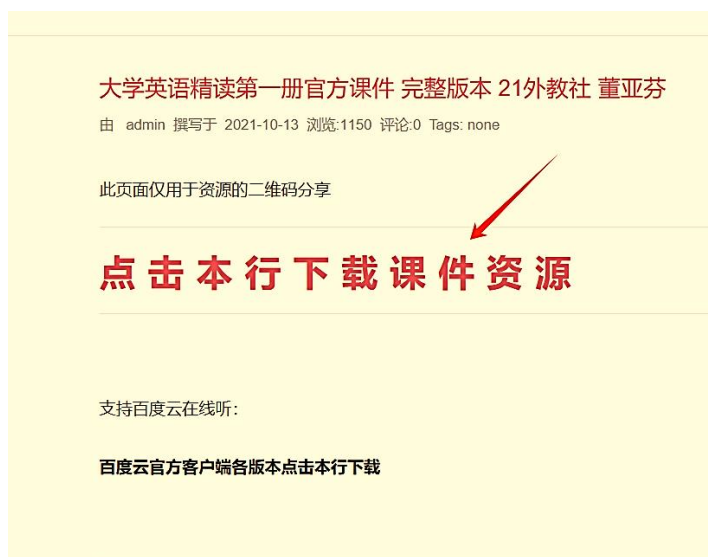 大学英语精读第一册官方课件 完整版本 21外教社 董亚芬
由 admin 撰写于 2021-10-13 浏览:1150 评论:0 Tags: none
此页面仅用于资源的二维码分享
点击本行下载课件资源
支持百度云在线听：
百度云官方客户端各版本点击本行下载